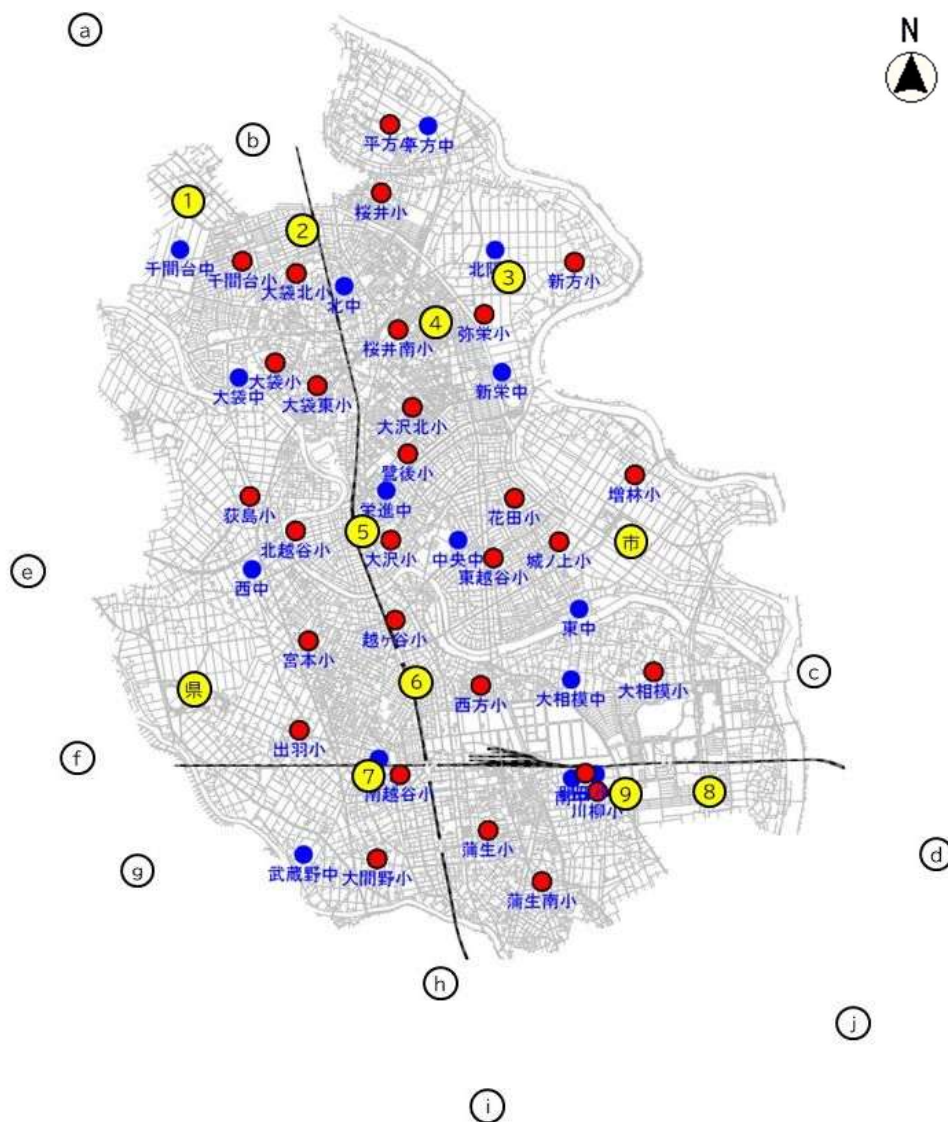 a
N
b
平方小
平方中
1
桜井小
2
千間台中
千間台小
大袋北小
北中
3
新方小
4
弥栄小
桜井南小
大袋小
大袋中
大袋東小
新栄中
大沢北小
鷺後小
増林小
栄進中
花田小
荻島小
北越谷小
5
大沢小
中央中
東越谷小
城ノ上小
市
e
西中
越ヶ谷小
東中
宮本小
県
6
西方小
大相模中
大相模小
c
出羽小
f
7
南越谷小
川柳小
9
8
蒲生小
g
武蔵野中
大間野小
蒲生南小
d
h
j
i